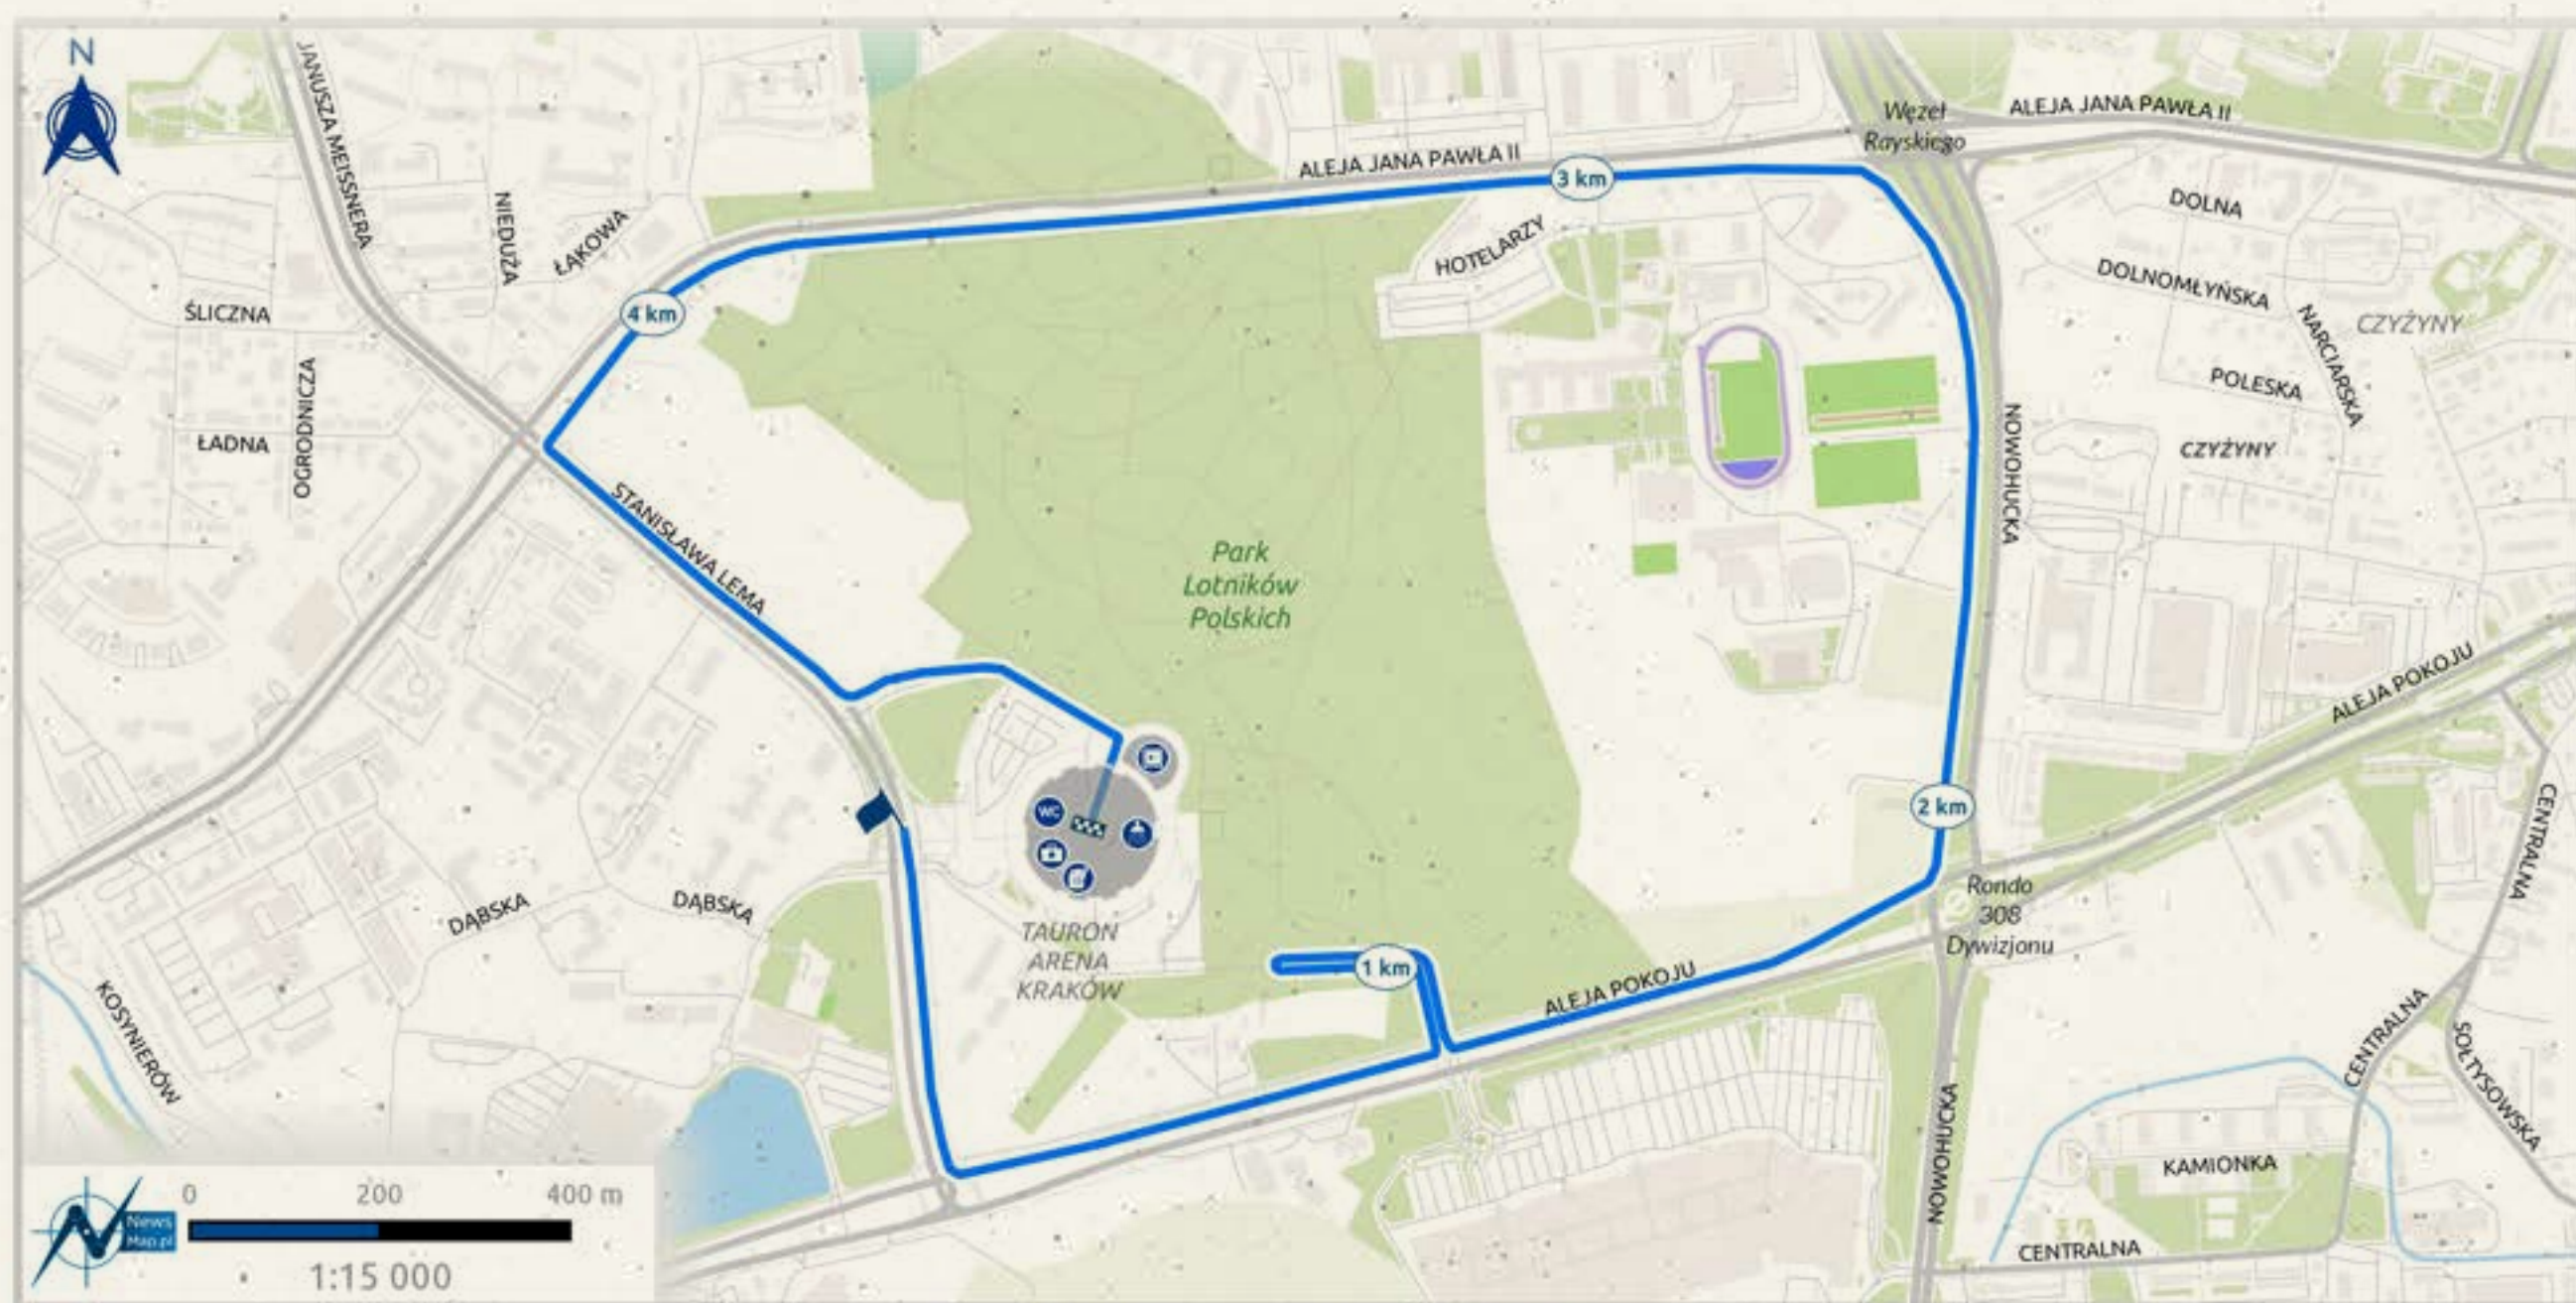 N
JANUSZA MEISSNERA
NIEDUŻA
ŁĄKOWA
ŚLICZNA
OGRODNICZA
ŁADNA
4 km
ALEJA JANA PAWŁA II
3 km
Węzeł
Rayskiego
ALEJA JANA PAWŁA II
HOTELARZY
DOLNA
DOLNOMŁYŃSKA
NARCIARSKA
CZYŻYNY
POLESKA
CZYŻYNY
NOWOHUCKA
STANISŁAWA LEMA
Park
Lotników
Polskich
ALEJA POKOJU
2 km
WC
TAURON
ARENA
KRAKÓW
DĄBSKA
DĄBSKA
KOSYNIERÓW
1 km
ALEJA POKOJU
Rondo
308
Dywizjonu
CENTRALNA
CENTRALNA
SOŁTYSOWSKA
NOWOHUCKA
KAMIONKA
CENTRALNA
News
Map.pl
0 200 400 m
1:15 000